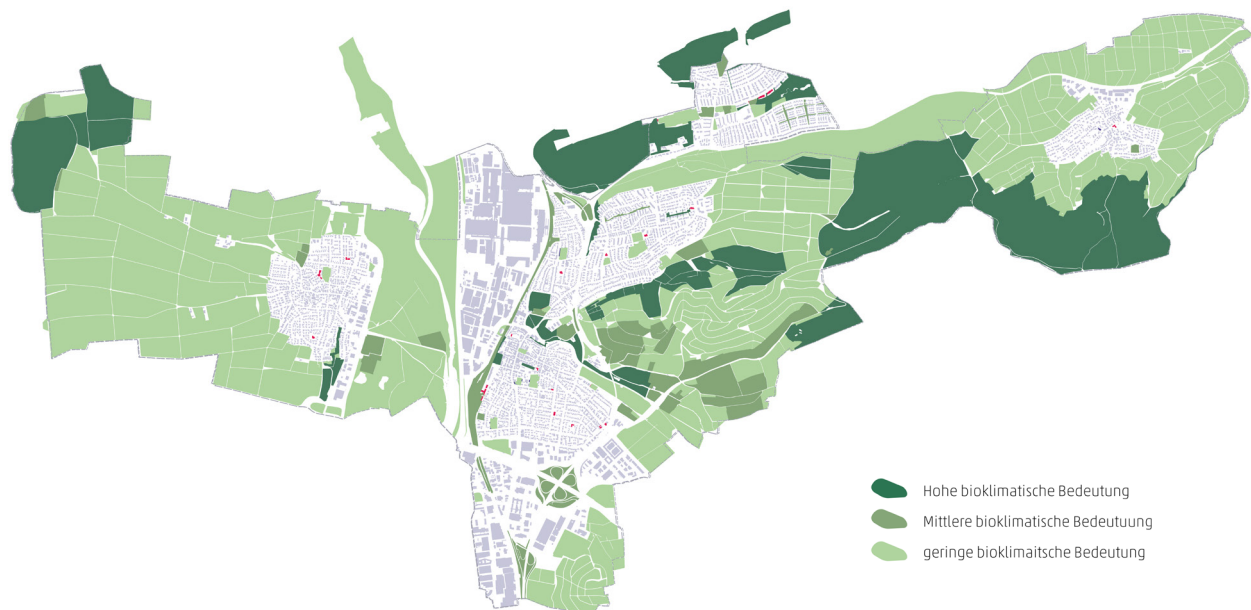 Hohe bioklimatische Bedeutung
Mittlere bioklimatische Bedeutuung
geringe bioklimaitsche Bedeutung